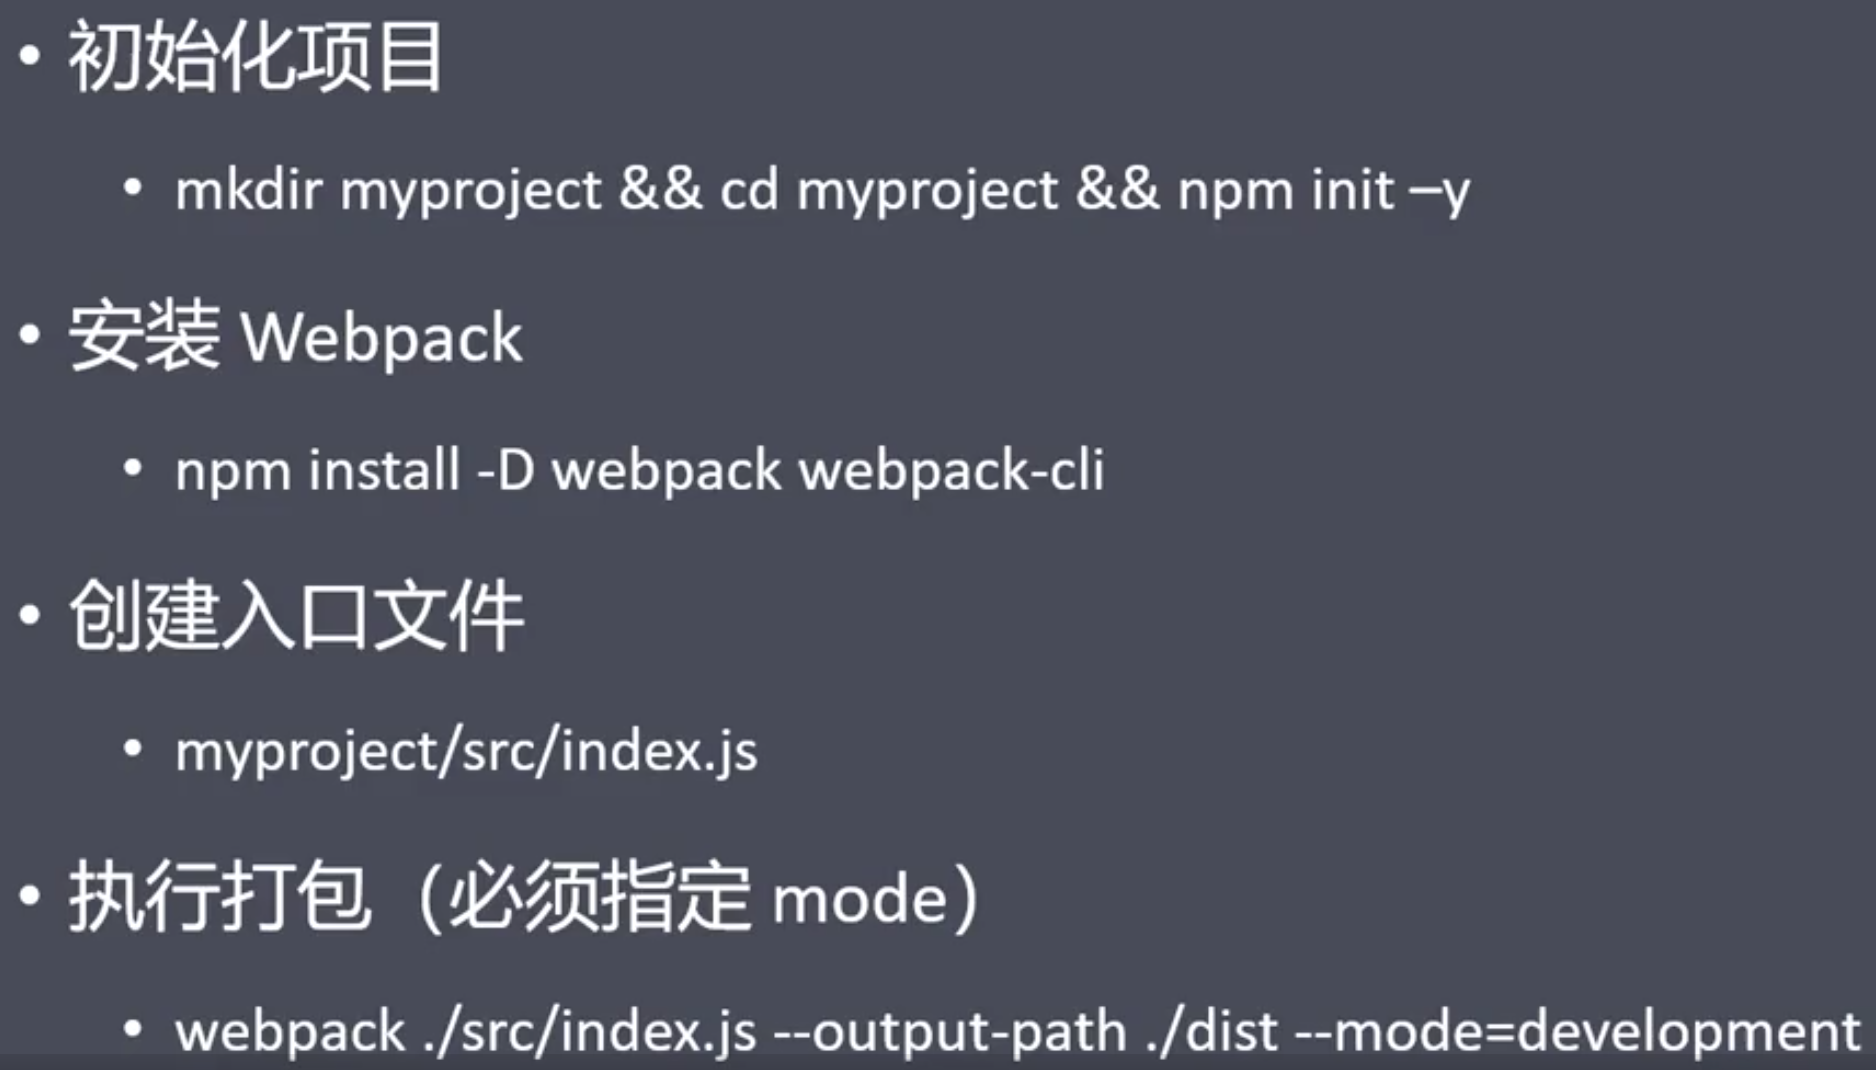 • 初始化项目
• mkdir myproject && cd myproject && npm init –y
• 安装 Webpack
• npm install -D webpack webpack-cli
• 创建入口文件
• myproject/src/index.js
• 执行打包（必须指定 mode）
• webpack ./src/index.js --output-path ./dist --mode=development